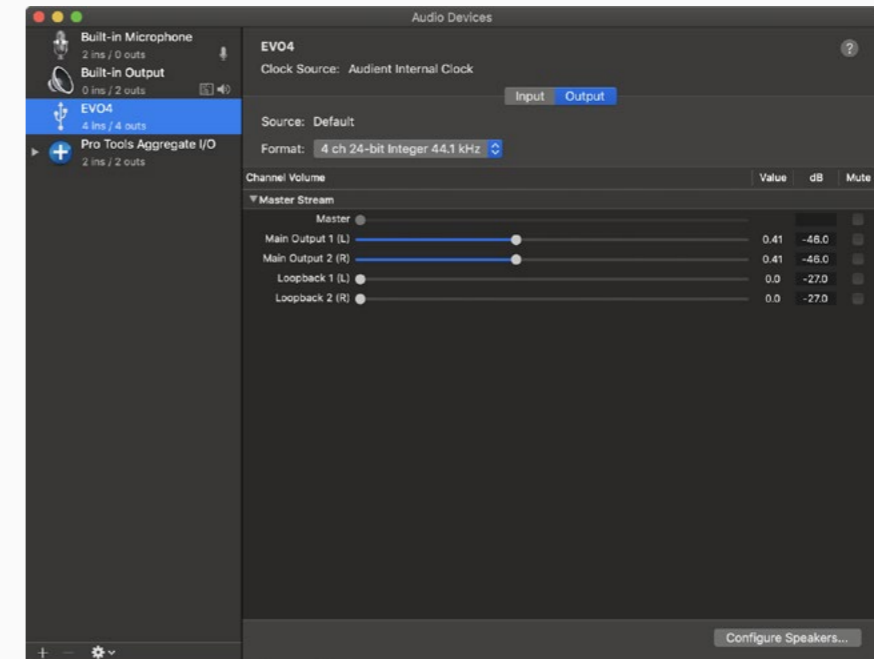 Audio Devices
Built-in Microphone
2 ins / 0 outs
Built-in Output
0 ins / 2 outs
EVO4
4 ins / 4 outs
Pro Tools Aggregate I/O
2 ins / 2 outs
EVO4
Clock Source: Audient Internal Clock
?
Input Output
Source: Default
Format: 4 ch 24-bit Integer 44.1 kHz
Channel Volume Value dB Mute
Master Stream
Master
Main Output 1 (L) 0.41 -46.0
Main Output 2 (R) 0.41 -46.0
Loopback 1 (L) 0.0 -27.0
Loopback 2 (R) 0.0 -27.0
Configure Speakers...